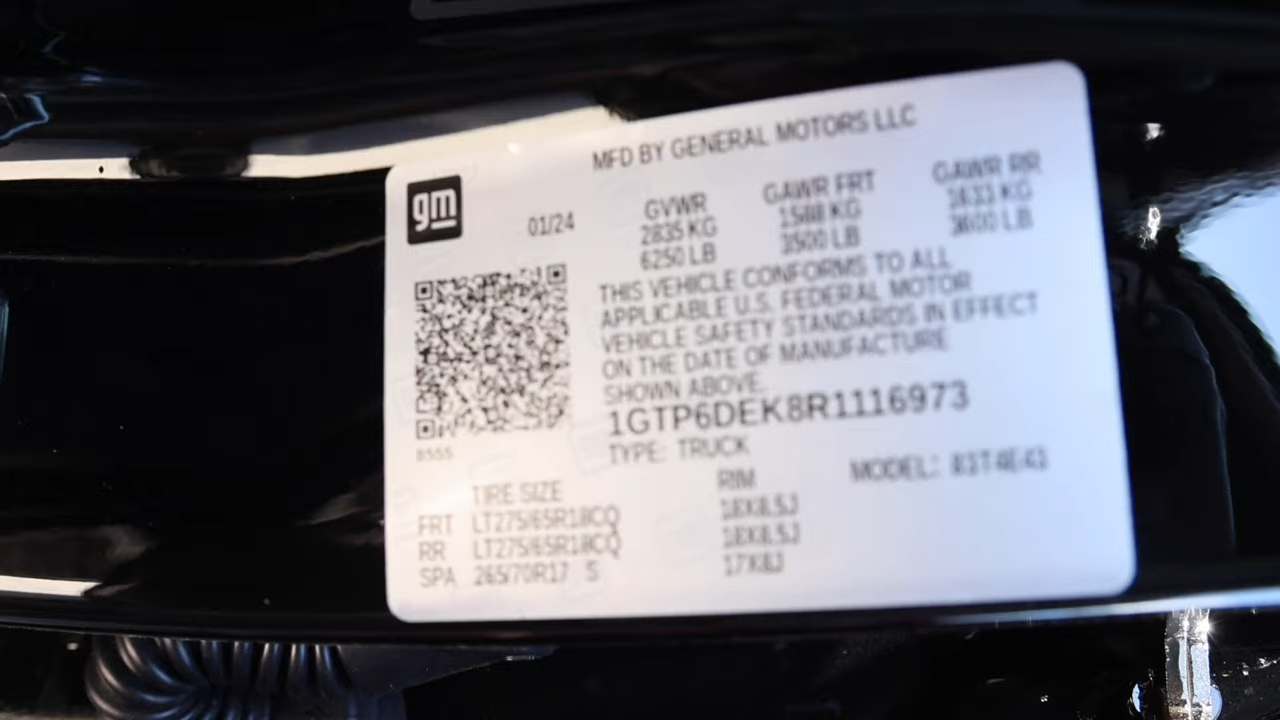 MFD BY GENERAL MOTORS LLC
gm
01/24
GVWR GAWR FRT GAWR RR
2835 KG 1588 KG 1633 KG
6250 LB 3500 LB 3600 LB
THIS VEHICLE CONFORMS TO ALL
APPLICABLE U.S. FEDERAL MOTOR
VEHICLE SAFETY STANDARDS IN EFFECT
ON THE DATE OF MANUFACTURE
SHOWN ABOVE.
1GTP6DEK8R1116973
8555
TYPE: TRUCK
MODEL:
TIRE SIZE RIM
FRT LT275/65R18CQ 18X8.5J
RR LT275/65R18CQ 18X8.5J
SPA 265/70R17 S 17X8J